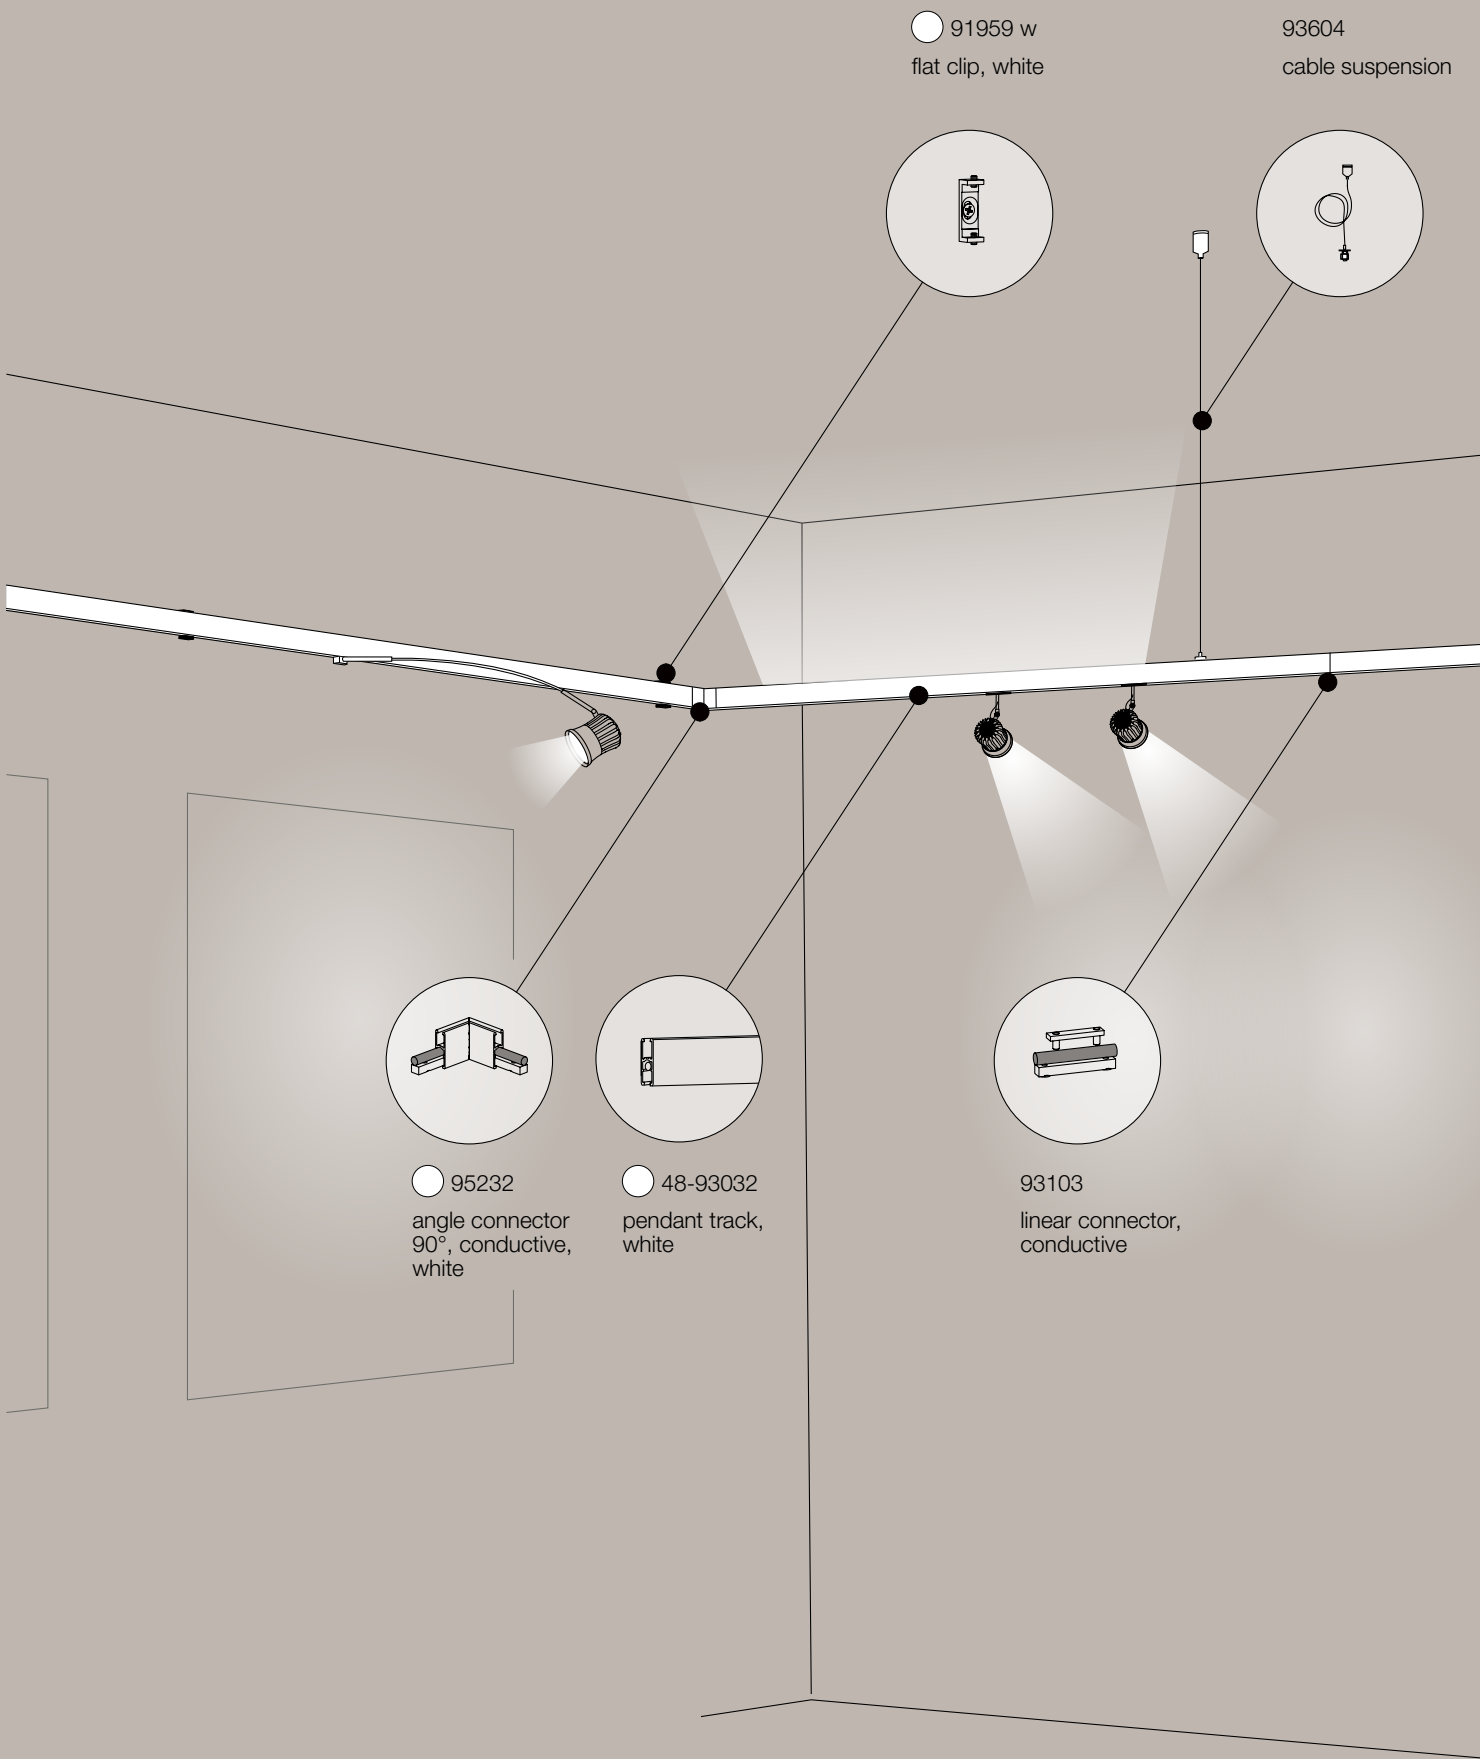 91959 w
flat clip, white
93604
cable suspension
95232
angle connector
90°, conductive,
white
48-93032
pendant track,
white
93103
linear connector,
conductive